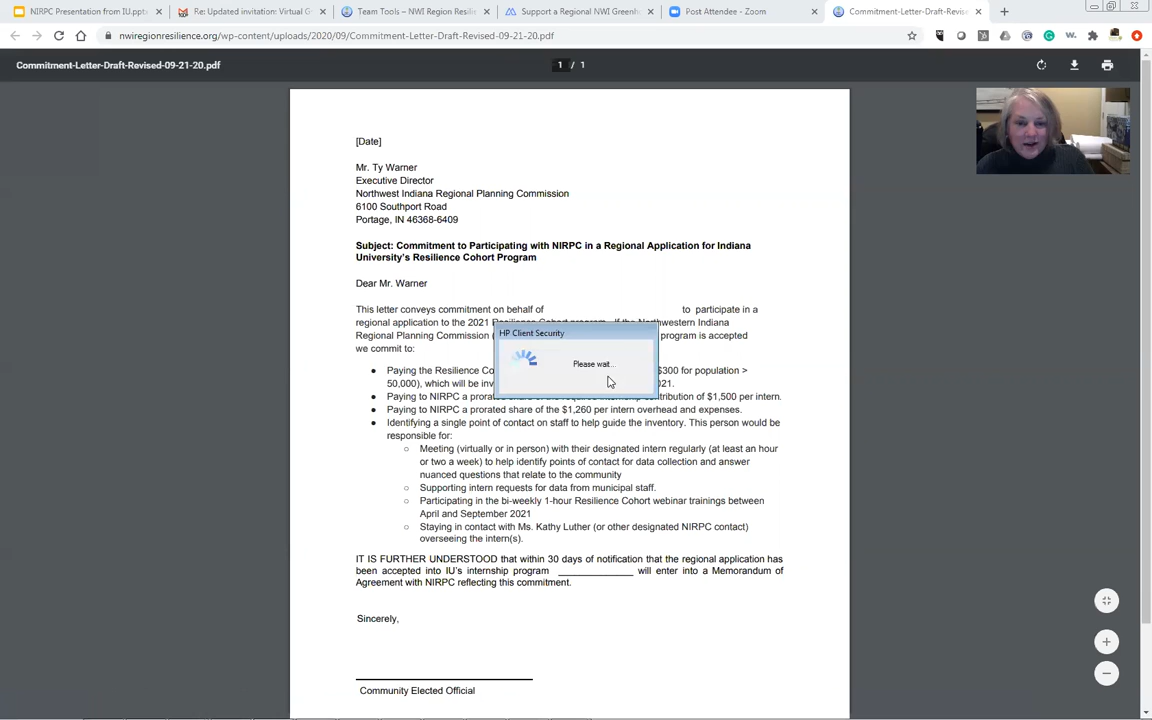 NIRPC Presentation from IU.pptx
Re: Updated invitation: Virtual G
Team Tools – NWI Region Resilie
Support a Regional NWI Greenh
Post Attendee - Zoom
Commitment-Letter-Draft-Revise
nwiregionresilience.org/wp-content/uploads/2020/09/Commitment-Letter-Draft-Revised-09-21-20.pdf
Commitment-Letter-Draft-Revised-09-21-20.pdf
1 / 1
[Date]
Mr. Ty Warner
Executive Director
Northwest Indiana Regional Planning Commission
6100 Southport Road
Portage, IN 46368-6409
Subject: Commitment to Participating with NIRPC in a Regional Application for Indiana
University's Resilience Cohort Program
Dear Mr. Warner
This letter conveys commitment on behalf of to participate in a
regional application to the 2021 Resilience Cohort program. If the Northwestern Indiana
Regional Planning Commission ( program is accepted
we commit to:
HP Client Security
Please wait...
● Paying the Resilience Co $300 for population >
50,000), which will be inv 2021.
● Paying to NIRPC a prorated share of the required internship contribution of $1,500 per intern.
● Paying to NIRPC a prorated share of the $1,260 per intern overhead and expenses.
● Identifying a single point of contact on staff to help guide the inventory. This person would be
responsible for:
○ Meeting (virtually or in person) with their designated intern regularly (at least an hour
or two a week) to help identify points of contact for data collection and answer
nuanced questions that relate to the community
○ Supporting intern requests for data from municipal staff.
○ Participating in the bi-weekly 1-hour Resilience Cohort webinar trainings between
April and September 2021
○ Staying in contact with Ms. Kathy Luther (or other designated NIRPC contact)
overseeing the intern(s).
IT IS FURTHER UNDERSTOOD that within 30 days of notification that the regional application has
been accepted into IU's internship program ______________ will enter into a Memorandum of
Agreement with NIRPC reflecting this commitment.
Sincerely,
Community Elected Official